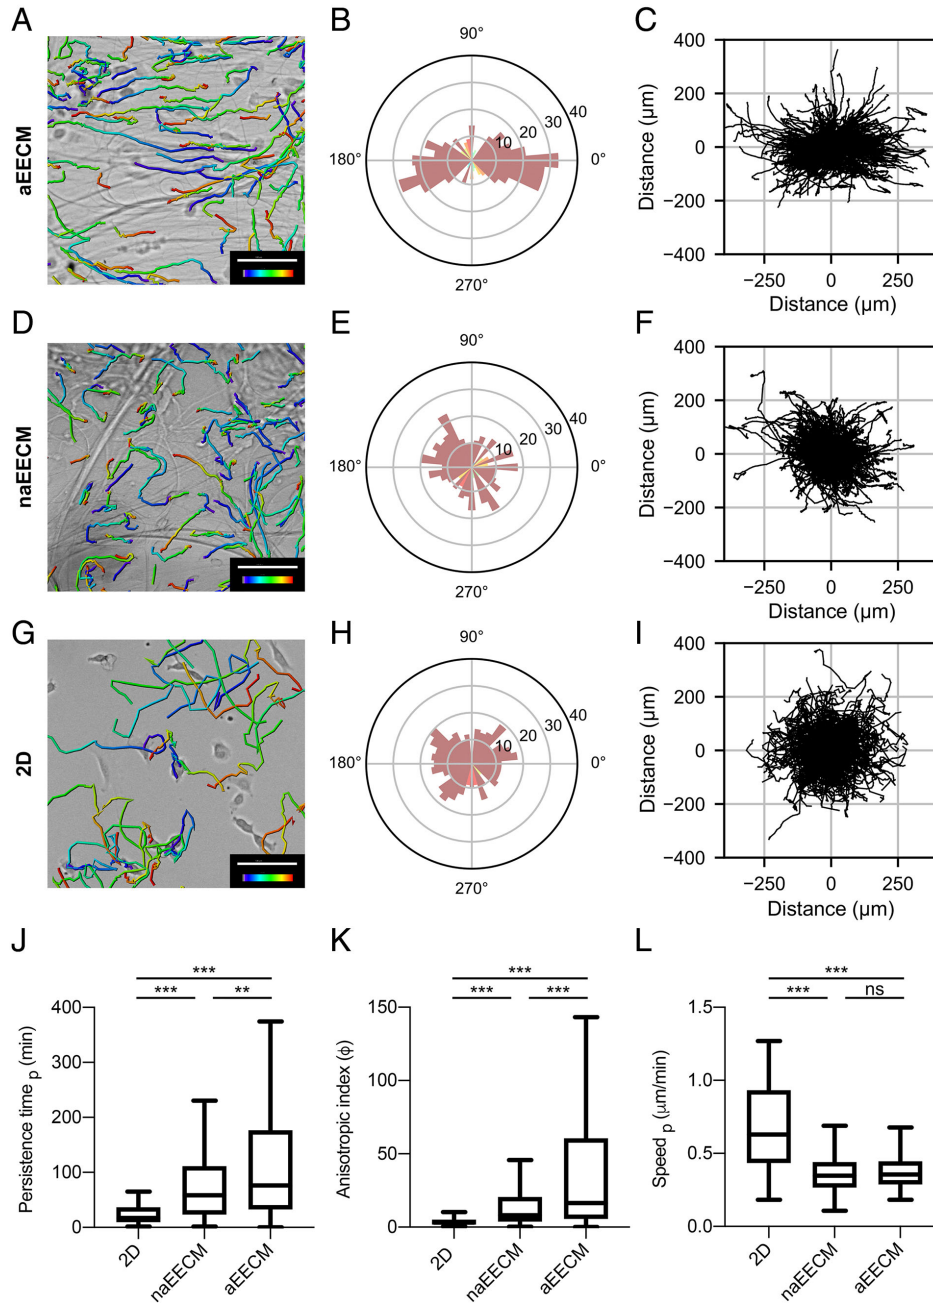 A
B
C
aEECM
90°
180°
0°
270°
10
20
30
40
Distance (µm)
400
200
0
−200
−400
−250
0
250
Distance (µm)
D
E
F
naEECM
90°
180°
0°
270°
10
20
30
40
Distance (µm)
400
200
0
−200
−400
−250
0
250
Distance (µm)
G
H
I
2D
90°
180°
0°
270°
10
20
30
40
Distance (µm)
400
200
0
−200
−400
−250
0
250
Distance (µm)
J
K
L
***
***
**
Persistence time p (min)
400
300
200
100
0
2D
naEECM
aEECM
***
***
***
Anisotropic index (ϕ)
150
100
50
0
2D
naEECM
aEECM
***
***
ns
Speed p (µm/min)
1.5
1.0
0.5
0.0
2D
naEECM
aEECM